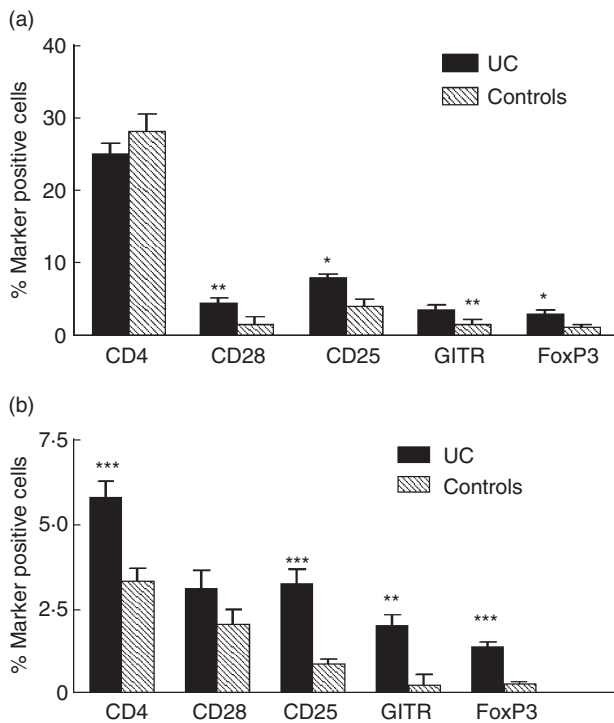 (a)
% Marker positive cells
40
30
20
10
0
UC
Controls
**
*
**
*
CD4 CD28 CD25 GITR FoxP3
(b)
% Marker positive cells
7·5
5·0
2·5
0
UC
Controls
***
***
**
***
CD4 CD28 CD25 GITR FoxP3